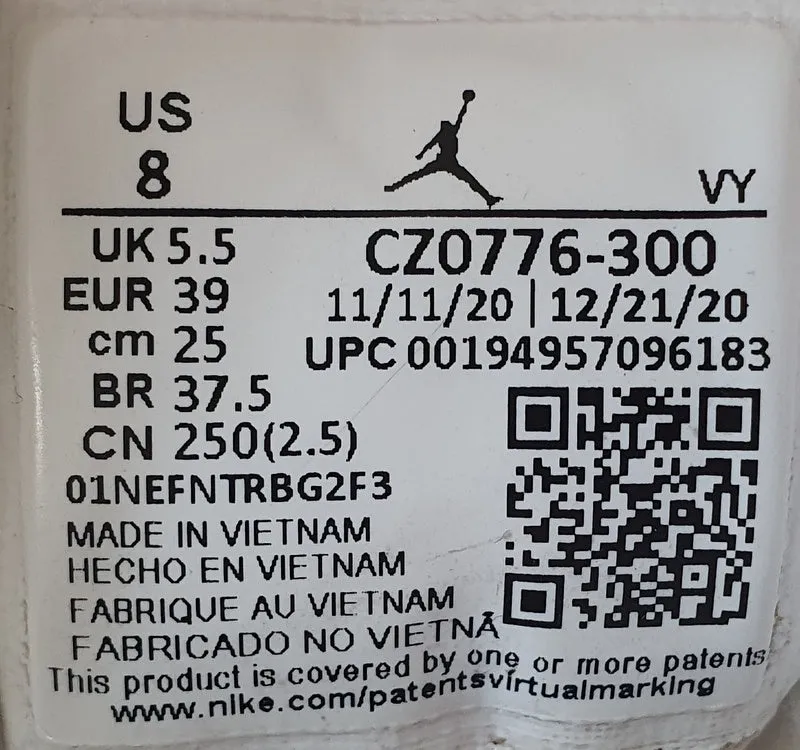 US
8
VY
UK 5.5
EUR 39
cm 25
BR 37.5
CN 250(2.5)
CZ0776-300
11/11/20 | 12/21/20
UPC 00194957096183
01NEFNTRBG2F3
MADE IN VIETNAM
HECHO EN VIETNAM
FABRIQUE AU VIETNAM
FABRICADO NO VIETNÃ
This product is covered by one or more patents
www.nike.com/patentsvirtualmarking